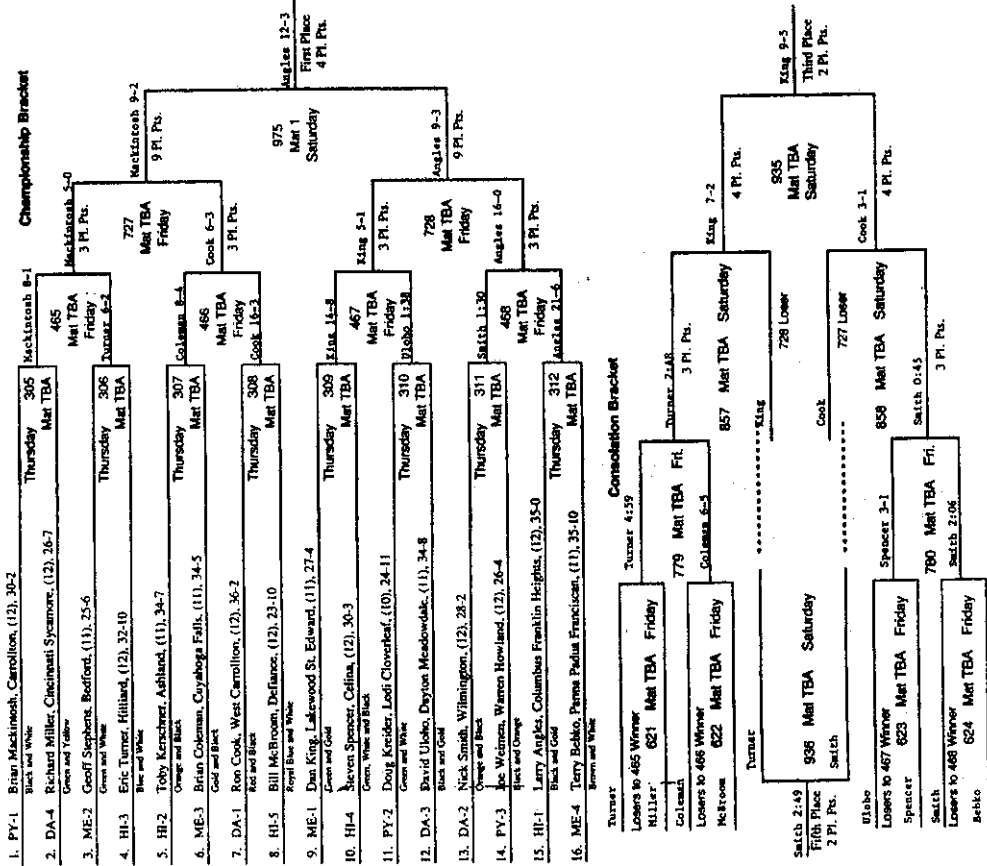 Championship Bracket
1. PY-1 Brian Mackintosh, Carrollton, (12), 30-2
Black and White
Thursday 305
Mat TBA
2. DA-4 Richard Miller, Cincinnati Sycamore, (12), 26-7
Green and Yellow
3. ME-2 Geoff Stephens, Bedford, (11), 25-6
Green and White
Thursday 306
Mat TBA
4. HI-3 Eric Turner, Hilliard, (12), 32-10
Blue and White
5. HI-2 Toby Kerschner, Ashland, (11), 34-7
Orange and Black
Thursday 307
Mat TBA
6. ME-3 Brian Coleman, Cuyahoga Falls, (11), 34-5
Gold and Black
7. DA-1 Ron Cook, West Carrollton, (12), 36-2
Red and Black
Thursday 308
Mat TBA
8. HI-5 Bill McBroom, Defiance, (12), 23-10
Royal Blue and White
9. ME-1 Dan King, Lakewood St. Edward, (11), 27-4
Green and Gold
Thursday 309
Mat TBA
10. HI-4 Steven Spencer, Celina, (12), 30-3
Green, White and Black
11. PY-2 Doug Kreider, Lodi Cloverleaf, (10), 24-11
Green and White
Thursday 310
Mat TBA
12. DA-3 David Uloho, Dayton Meadowdale, (11), 34-8
Black and Gold
13. DA-2 Nick Smith, Wilmington, (12), 28-2
Orange and Black
Thursday 311
Mat TBA
14. PY-3 Joe Weimen, Warren Howland, (12), 26-4
Black and Orange
15. HI-1 Larry Angles, Columbus Franklin Heights, (12), 35-0
Black and Gold
Thursday 312
Mat TBA
16. ME-4 Terry Bebko, Parma Padua Franciscan, (11), 35-10
Brown and White
Mackintosh 8-1
465
Mat TBA
Friday
Turner 6-2
Coleman 8-4
466
Mat TBA
Friday
Cook 16-3
King 14-8
467
Mat TBA
Friday
Uloho 1:38
Smith 1:30
468
Mat TBA
Friday
Angles 21-6
Mackintosh 5-0
3 Pl. Pts.
727
Mat TBA
Friday
Cook 6-3
3 Pl. Pts.
King 5-1
3 Pl. Pts.
728
Mat TBA
Friday
Angles 16-0
3 Pl. Pts.
Mackintosh 9-2
9 Pl. Pts.
975
Mat 1
Saturday
Angles 9-3
9 Pl. Pts.
Angles 12-3
First Place
4 Pl. Pts.
Consolation Bracket
Turner
Losers to 465 Winner
621 Mat TBA Friday
Miller
Coleman
Losers to 466 Winner
622 Mat TBA Friday
McBroom
Turner 4:59
779 Mat TBA Fri.
Coleman 6-5
Turner 2:48
3 Pl. Pts.
857 Mat TBA Saturday
King
728 Loser
King 7-2
4 Pl. Pts.
Turner
936 Mat TBA Saturday
Smith
Smith 2:49
Fifth Place
2 Pl. Pts.
935
Mat TBA
Saturday
King 9-5
Third Place
2 Pl. Pts.
Cook
727 Loser
858 Mat TBA Saturday
Cook 3-1
4 Pl. Pts.
Uloho
Losers to 467 Winner
623 Mat TBA Friday
Spencer
Smith
Losers to 468 Winner
624 Mat TBA Friday
Bebko
Spencer 3-1
780 Mat TBA Fri.
Smith 2:06
Smith 0:45
3 Pl. Pts.